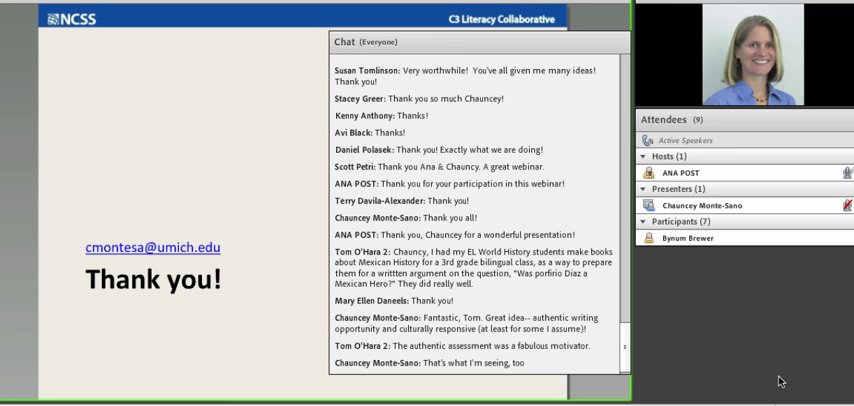 NCSS
C3 Literacy Collaborative
cmontesa@umich.edu
Thank you!
Chat (Everyone)
Susan Tomlinson: Very worthwhile! You've all given me many ideas!
Thank you!
Stacey Greer: Thank you so much Chauncey!
Kenny Anthony: Thanks!
Avi Black: Thanks!
Daniel Polasek: Thank you! Exactly what we are doing!
Scott Petri: Thank you Ana & Chauncy. A great webinar.
ANA POST: Thank you for your participation in this webinar!
Terry Davila-Alexander: Thank you!
Chauncey Monte-Sano: Thank you all!
ANA POST: Thank you, Chauncey for a wonderful presentation!
Tom O'Hara 2: Chauncy, I had my EL World History students make books
about Mexican History for a 3rd grade bilingual class, as a way to prepare
them for a writtten argument on the question, "Was porfirio Diaz a
Mexican Hero?" They did really well.
Mary Ellen Daneels: Thank you!
Chauncey Monte-Sano: Fantastic, Tom. Great idea-- authentic writing
opportunity and culturally responsive (at least for some I assume)!
Tom O'Hara 2: The authentic assessment was a fabulous motivator.
Chauncey Monte-Sano: That's what I'm seeing, too
Attendees (9)
Active Speakers
Hosts (1)
ANA POST
Presenters (1)
Chauncey Monte-Sano
Participants (7)
Bynum Brewer